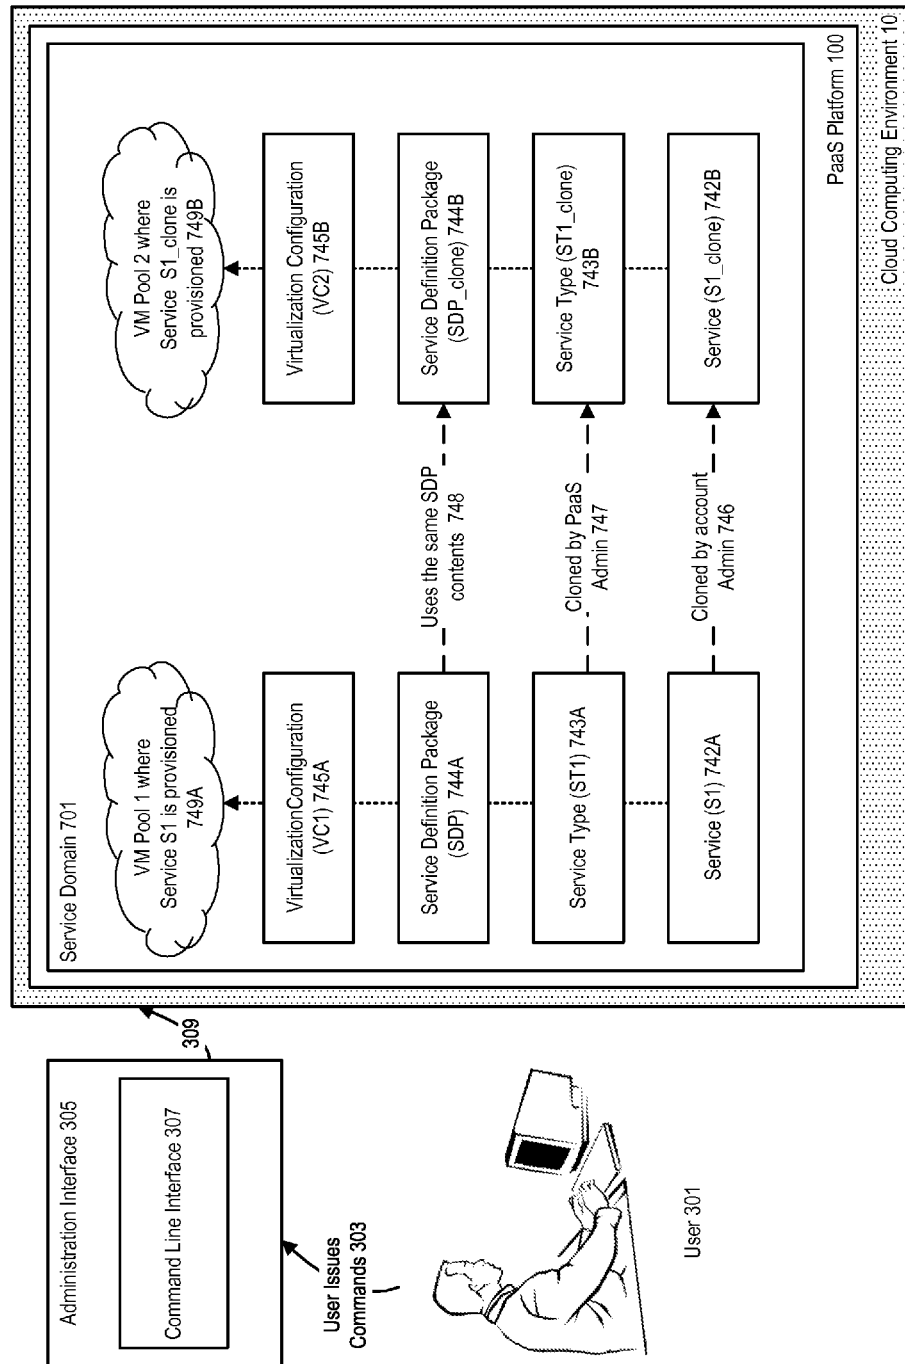 Administration Interface 305
Command Line Interface 307
User Issues
Commands 303
User 301
309
Service Domain 701
VM Pool 1 where
Service S1 is provisioned
749A
VirtualizationConfiguration
(VC1) 745A
Service Definition Package
(SDP) 744A
Service Type (ST1) 743A
Service (S1) 742A
Uses the same SDP
contents 748
Cloned by PaaS
Admin 747
Cloned by account
Admin 746
VM Pool 2 where
Service S1_clone is
provisioned 749B
Virtualization Configuration
(VC2) 745B
Service Definition Package
(SDP_clone) 744B
Service Type (ST1_clone)
743B
Service (S1_clone) 742B
PaaS Platform 100
Cloud Computing Environment 10